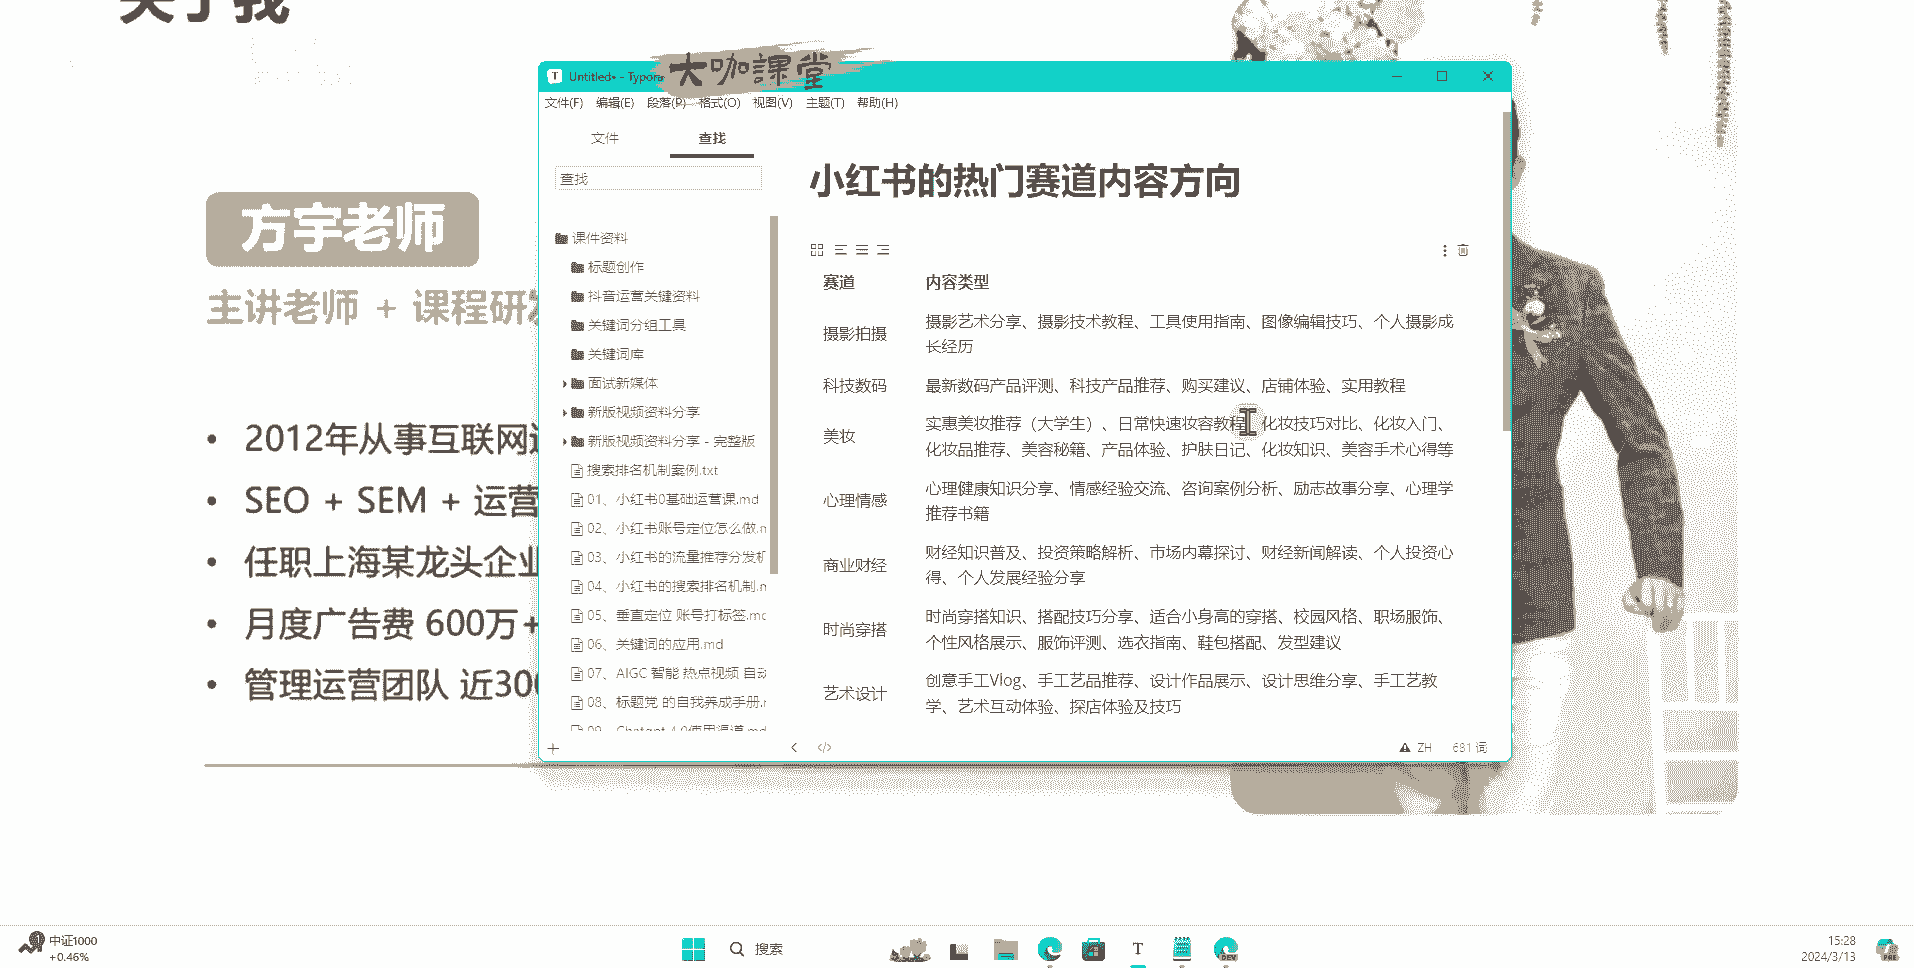 关于我
方宇老师
主讲老师 + 课程研
2012年从事互联网
SEO + SEM + 运营
任职上海某龙头企业
月度广告费 600万+
管理运营团队 近30
大咖課堂
Untitled• - Typora
文件(F) 编辑(E) 段落(P) 格式(O) 视图(V) 主题(T) 帮助(H)
文件 查找
查找
课件资料
标题创作
抖音运营关键资料
关键词分组工具
关键词库
面试新媒体
新版视频资料分享
新版视频资料分享 - 完整版
搜索排名机制案例.txt
01、小红书0基础运营课.md
02、小红书账号定位怎么做.m
03、小红书的流量推荐分发机
04、小红书的搜索排名机制.m
05、垂直定位 账号打标签.md
06、关键词的应用.md
07、AIGC 智能 热点视频 自动
08、标题党 的自我养成手册.m
09、Chatgpt 4.0使用渠道.md
小红书的热门赛道内容方向
赛道 内容类型
摄影拍摄 摄影艺术分享、摄影技术教程、工具使用指南、图像编辑技巧、个人摄影成
长经历
科技数码 最新数码产品评测、科技产品推荐、购买建议、店铺体验、实用教程
美妆 实惠美妆推荐（大学生）、日常快速妆容教程、化妆技巧对比、化妆入门、
化妆品推荐、美容秘籍、产品体验、护肤日记、化妆知识、美容手术心得等
心理情感 心理健康知识分享、情感经验交流、咨询案例分析、励志故事分享、心理学
推荐书籍
商业财经 财经知识普及、投资策略解析、市场内幕探讨、财经新闻解读、个人投资心
得、个人发展经验分享
时尚穿搭 时尚穿搭知识、搭配技巧分享、适合小身高的穿搭、校园风格、职场服饰、
个性风格展示、服饰评测、选衣指南、鞋包搭配、发型建议
艺术设计 创意手工Vlog、手工艺品推荐、设计作品展示、设计思维分享、手工艺教
学、艺术互动体验、探店体验及技巧
ZH 681 词
中证1000
+0.46%
搜索
15:28
2024/3/13